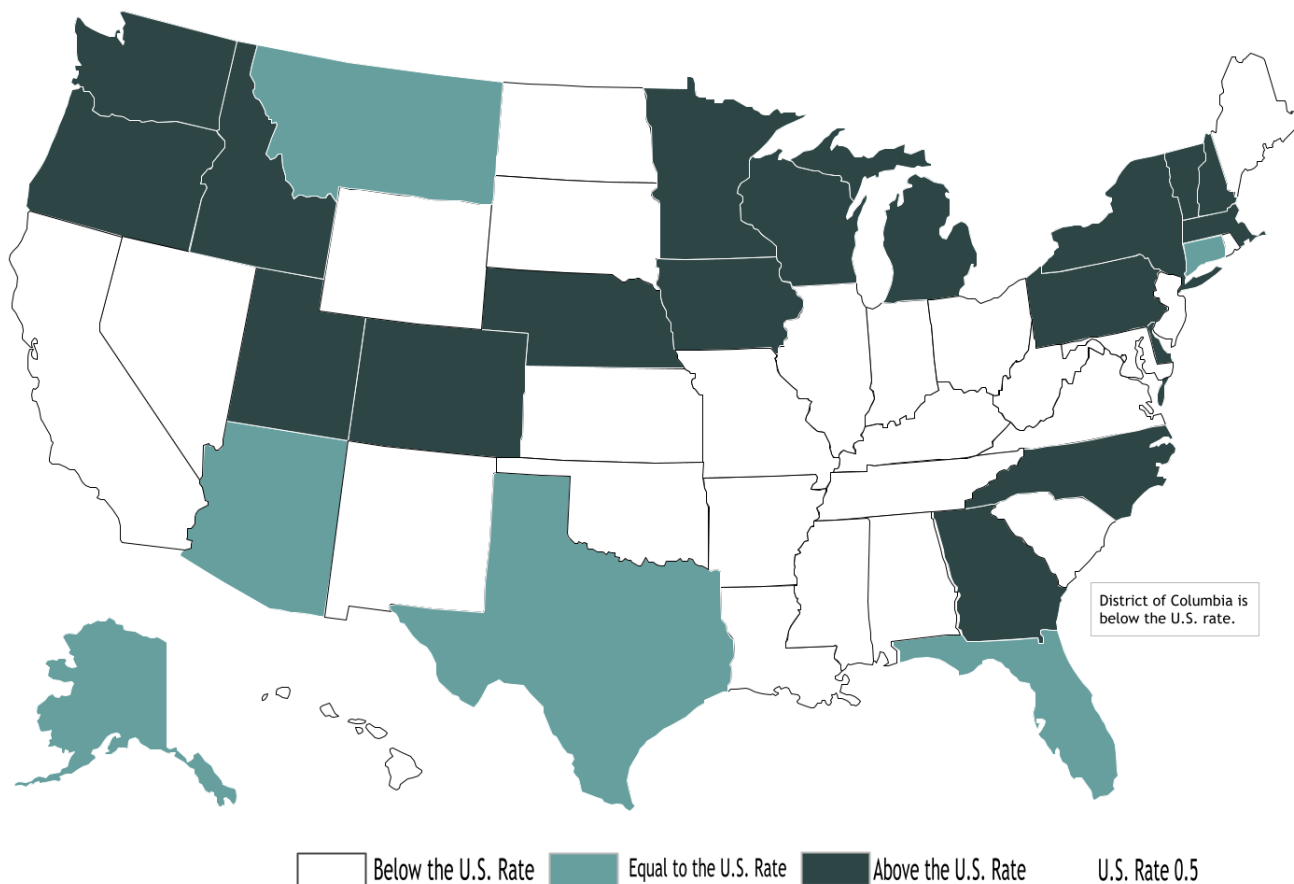 District of Columbia is
below the U.S. rate.
Below the U.S. Rate
Equal to the U.S. Rate
Above the U.S. Rate
U.S. Rate 0.5